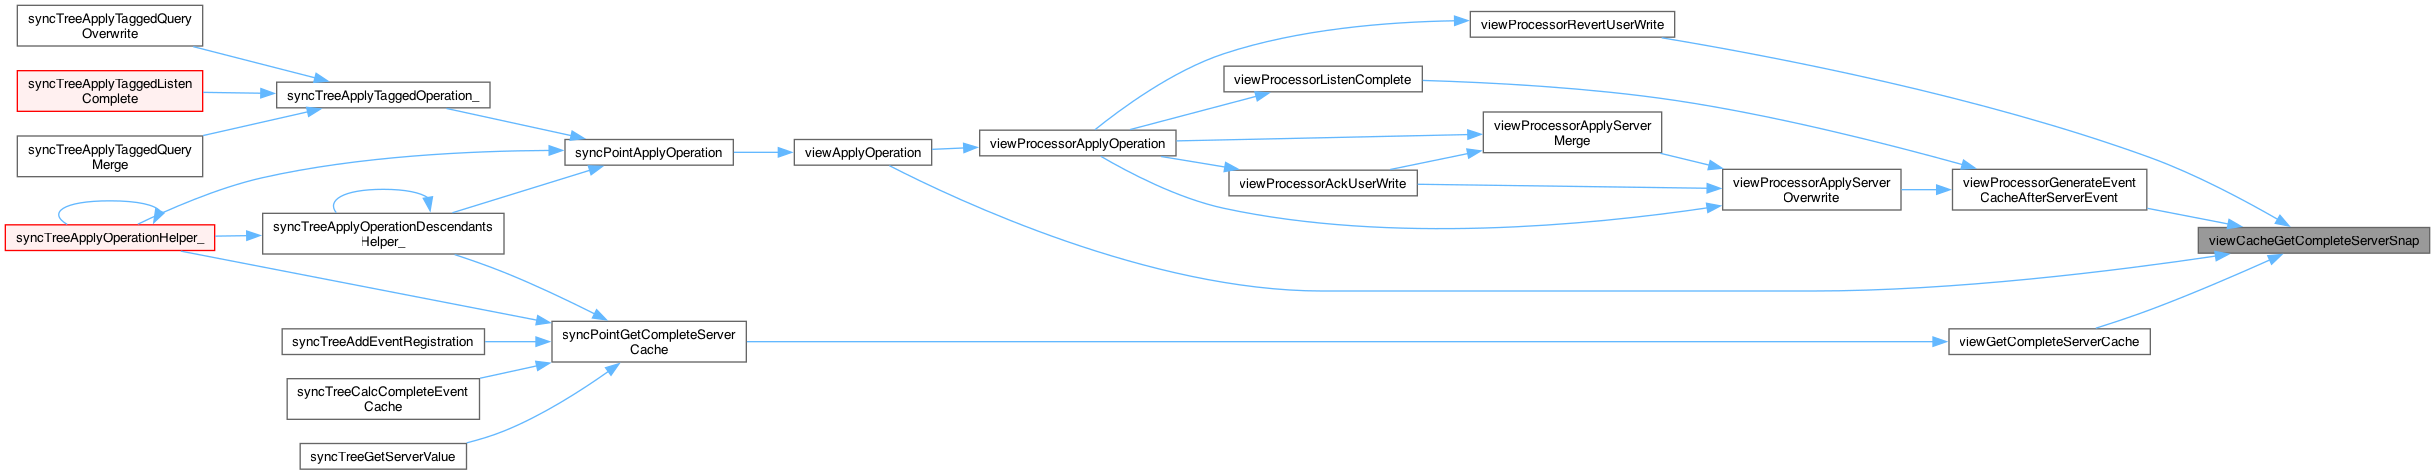 syncTreeApplyTaggedQuery
Overwrite
syncTreeApplyTaggedListen
Complete
syncTreeApplyTaggedQuery
Merge
syncTreeApplyOperationHelper_
syncTreeApplyTaggedOperation_
syncTreeApplyOperationDescendants
Helper_
syncTreeAddEventRegistration
syncTreeCalcCompleteEvent
Cache
syncTreeGetServerValue
syncPointApplyOperation
syncPointGetCompleteServer
Cache
viewApplyOperation
viewProcessorApplyOperation
viewProcessorListenComplete
viewProcessorAckUserWrite
viewProcessorRevertUserWrite
viewProcessorApplyServer
Merge
viewProcessorApplyServer
Overwrite
viewProcessorGenerateEvent
CacheAfterServerEvent
viewGetCompleteServerCache
viewCacheGetCompleteServerSnap